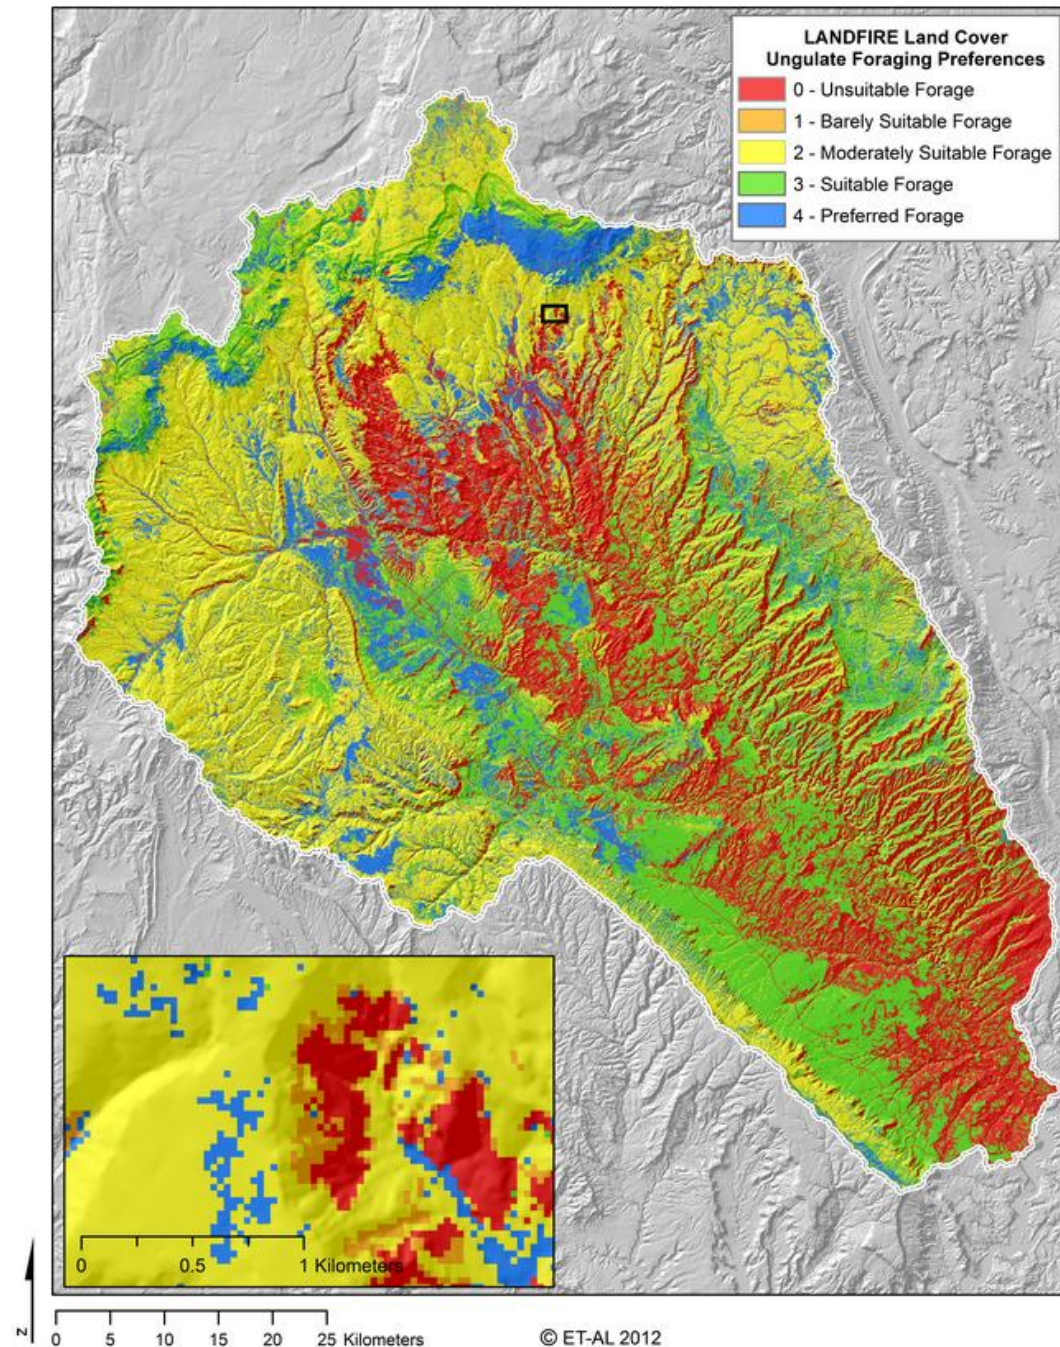 LANDFIRE Land Cover
Ungulate Foraging Preferences
0 - Unsuitable Forage
1 - Barely Suitable Forage
2 - Moderately Suitable Forage
3 - Suitable Forage
4 - Preferred Forage
0 0.5 1 Kilometers
Z
0 5 10 15 20 25 Kilometers
© ET-AL 2012